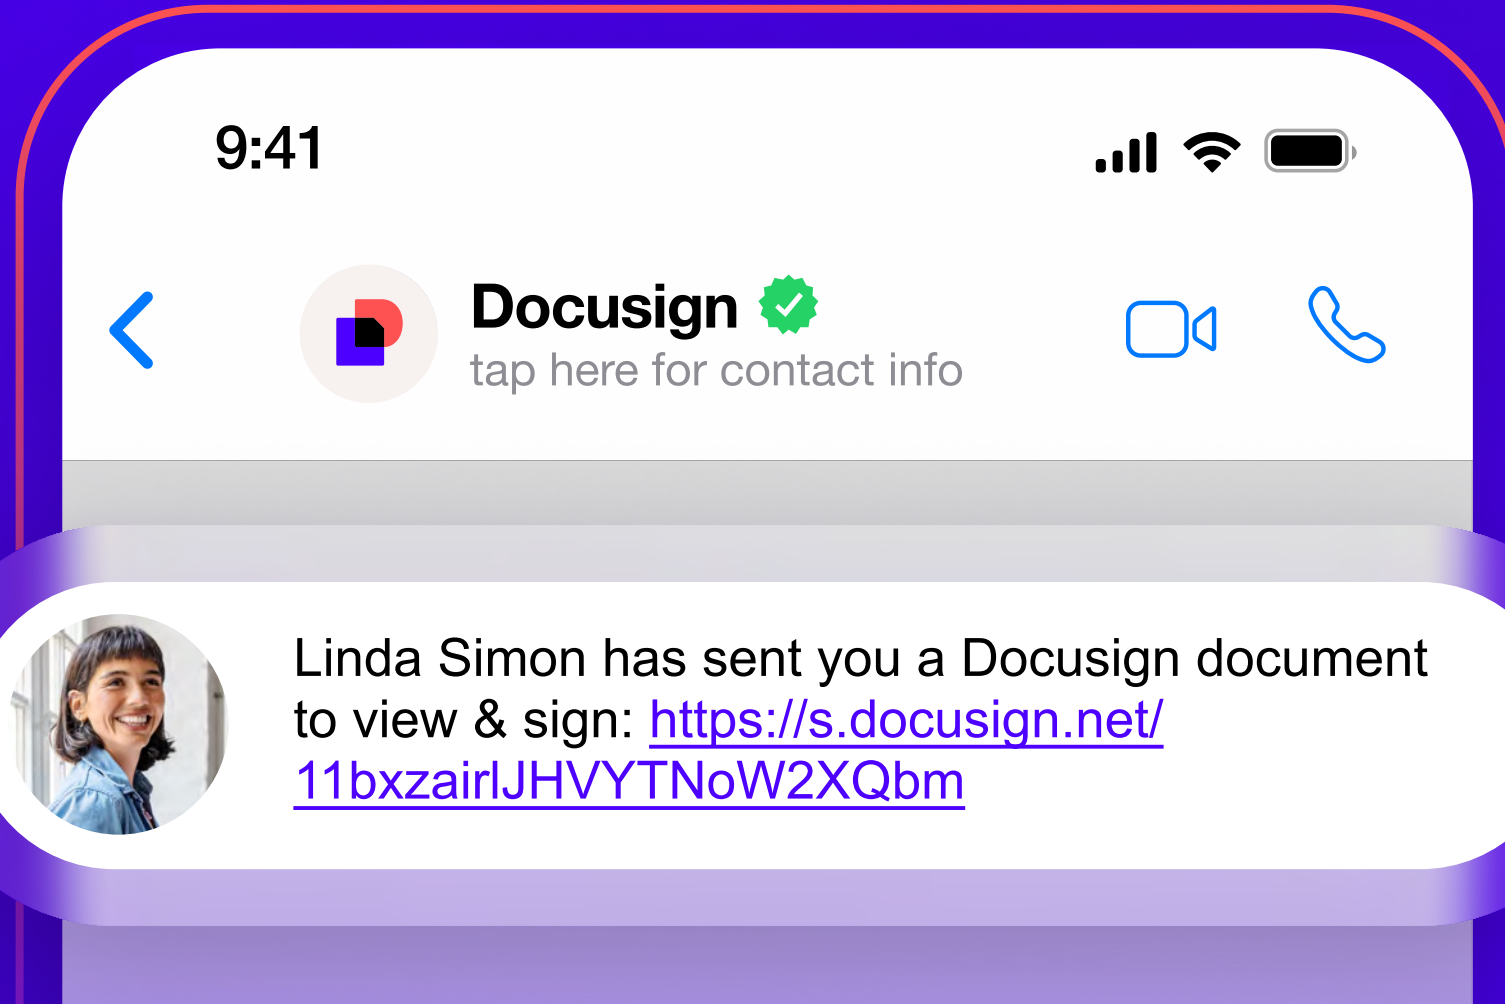 9:41
Docusign
tap here for contact info
Linda Simon has sent you a Docusign document
to view & sign: https://s.docusign.net/
11bxzairlJHVYTNoW2XQbm